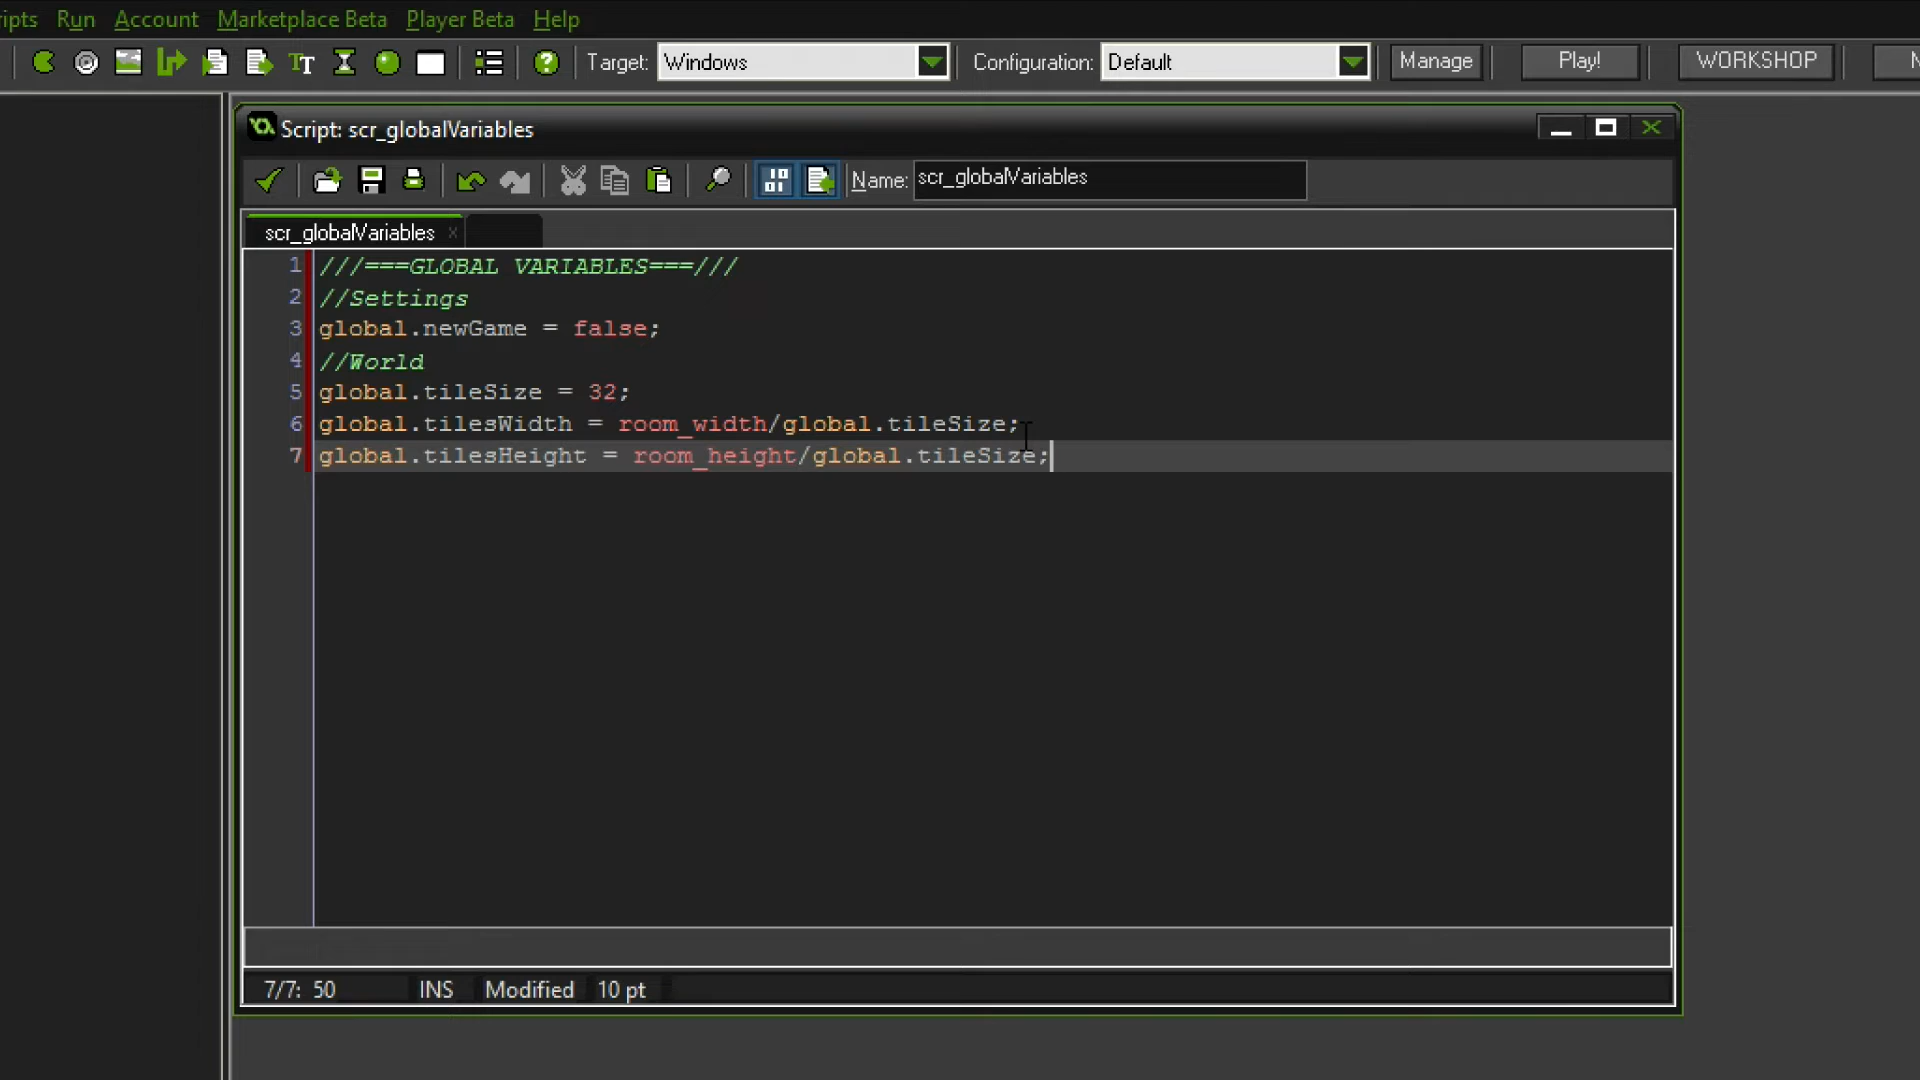 ipts Run Account Marketplace Beta Player Beta Help
TT Target: Windows Configuration: Default Manage Play! WORKSHOP
Script: scr_globalVariables
Name: scr_globalVariables
scr_globalVariables
1 ///===GLOBAL VARIABLES===///
2 //Settings
3 global.newGame = false;
4 //World
5 global.tileSize = 32;
6 global.tilesWidth = room_width/global.tileSize;
7 global.tilesHeight = room_height/global.tileSize;
7/7: 50 INS Modified 10 pt